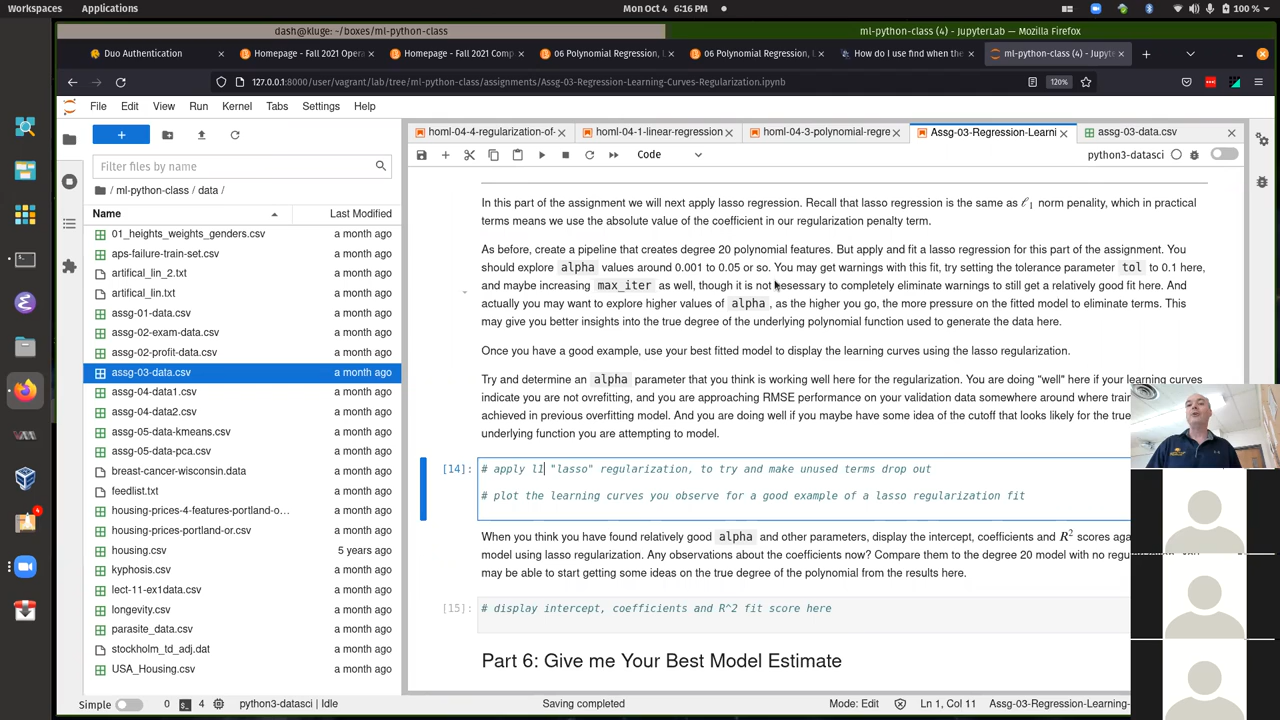 Workspaces Applications Mon Oct 4 6:16 PM 100 %
dash@kluge:~/boxes/ml-python-class
ml-python-class (4) - JupyterLab — Mozilla Firefox
Duo Authentication
Homepage - Fall 2021 Oper
Homepage - Fall 2021 Comp
06 Polynomial Regression, L
06 Polynomial Regression, L
How do I use find when the
ml-python-class (4) - Jupyte
127.0.0.1:8000/user/vagrant/lab/tree/ml-python-class/assignments/Assg-03-Regression-Learning-Curves-Regularization.ipynb
120%
File Edit View Run Kernel Tabs Settings Help
homl-04-4-regularization-of-
homl-04-1-linear-regression
homl-04-3-polynomial-regre
Assg-03-Regression-Learni
assg-03-data.csv
Code
python3-datasci
Filter files by name
/ ml-python-class / data /
Name Last Modified
01_heights_weights_genders.csv a month ago
aps-failure-train-set.csv a month ago
artifical_lin_2.txt a month ago
artifical_lin.txt a month ago
assg-01-data.csv a month ago
assg-02-exam-data.csv a month ago
assg-02-profit-data.csv a month ago
assg-03-data.csv a month ago
assg-04-data1.csv a month ago
assg-04-data2.csv a month ago
assg-05-data-kmeans.csv a month ago
assg-05-data-pca.csv a month ago
breast-cancer-wisconsin.data a month ago
feedlist.txt a month ago
housing-prices-4-features-portland-o... a month ago
housing-prices-portland-or.csv a month ago
housing.csv 5 years ago
kyphosis.csv a month ago
lect-11-ex1data.csv a month ago
longevity.csv a month ago
parasite_data.csv a month ago
stockholm_td_adj.dat a month ago
USA_Housing.csv a month ago
In this part of the assignment we will next apply lasso regression. Recall that lasso regression is the same as ℓ1 norm penality, which in practical
terms means we use the absolute value of the coefficient in our regularization penalty term.
As before, create a pipeline that creates degree 20 polynomial features. But apply and fit a lasso regression for this part of the assignment. You
should explore alpha values around 0.001 to 0.05 or so. You may get warnings with this fit, try setting the tolerance parameter tol to 0.1 here,
and maybe increasing max_iter as well, though it is not necessary to completely eliminate warnings to still get a relatively good fit here. And
actually you may want to explore higher values of alpha , as the higher you go, the more pressure on the fitted model to eliminate terms. This
may give you better insights into the true degree of the underlying polynomial function used to generate the data here.
Once you have a good example, use your best fitted model to display the learning curves using the lasso regularization.
Try and determine an alpha parameter that you think is working well here for the regularization. You are doing "well" here if your learning curves
indicate you are not ovrefitting, and you are approaching RMSE performance on your validation data somewhere around where trai
achieved in previous overfitting model. And you are doing well if you maybe have some idea of the cutoff that looks likely for the true
underlying function you are attempting to model.
[14]: # apply l1 "lasso" regularization, to try and make unused terms drop out
# plot the learning curves you observe for a good example of a lasso regularization fit
When you think you have found relatively good alpha and other parameters, display the intercept, coefficients and R² scores aga
model using lasso regularization. Any observations about the coefficients now? Compare them to the degree 20 model with no
may be able to start getting some ideas on the true degree of the polynomial from the results here.
[15]: # display intercept, coefficients and R^2 fit score here
Part 6: Give me Your Best Model Estimate
Simple 0 4 python3-datasci | Idle Saving completed Mode: Edit Ln 1, Col 11 Assg-03-Regression-Learning-